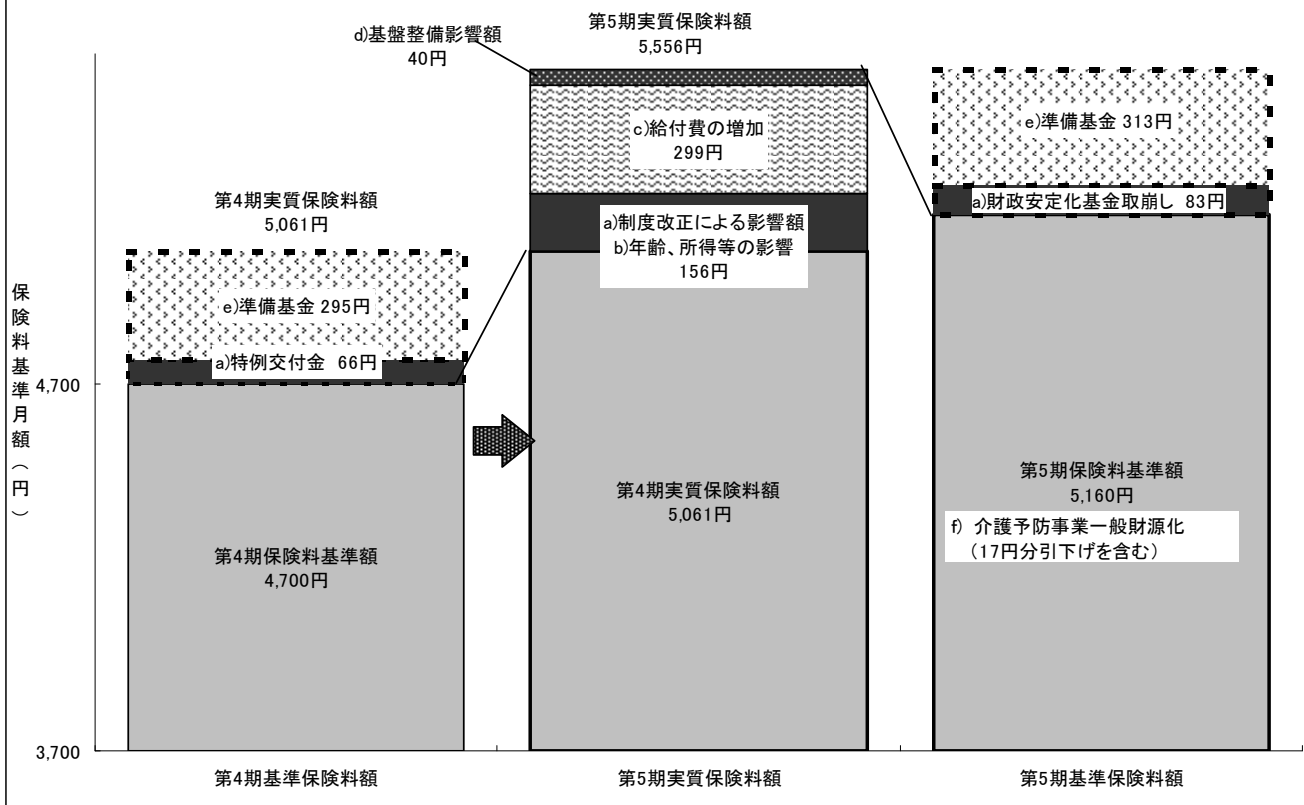 d)基盤整備影響額
40円
第5期実質保険料額
5,556円
c)給付費の増加
299円
e)準備基金 313円
a)財政安定化基金取崩し 83円
第4期実質保険料額
5,061円
a)制度改正による影響額
b)年齢、所得等の影響
156円
e)準備基金 295円
a)特例交付金 66円
保険料基準月額(円)
4,700
第4期保険料基準額
4,700円
第4期実質保険料額
5,061円
第5期保険料基準額
5,160円
f) 介護予防事業一般財源化
(17円分引下げを含む)
3,700
第4期基準保険料額
第5期実質保険料額
第5期基準保険料額